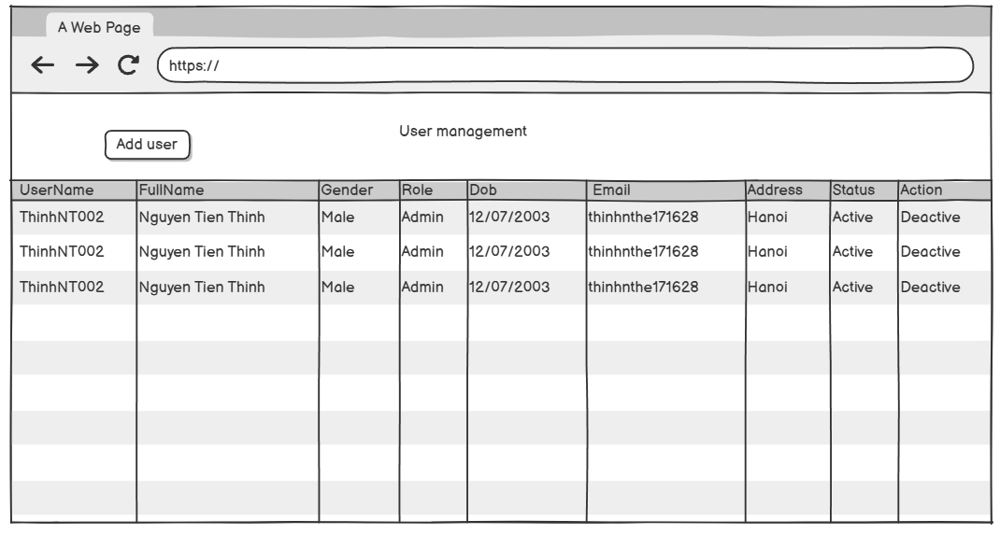 A Web Page
https://
User management
Add user
UserName FullName Gender Role Dob Email Address Status Action
ThinhNT002 Nguyen Tien Thinh Male Admin 12/07/2003 thinhnthe171628 Hanoi Active Deactive
ThinhNT002 Nguyen Tien Thinh Male Admin 12/07/2003 thinhnthe171628 Hanoi Active Deactive
ThinhNT002 Nguyen Tien Thinh Male Admin 12/07/2003 thinhnthe171628 Hanoi Active Deactive